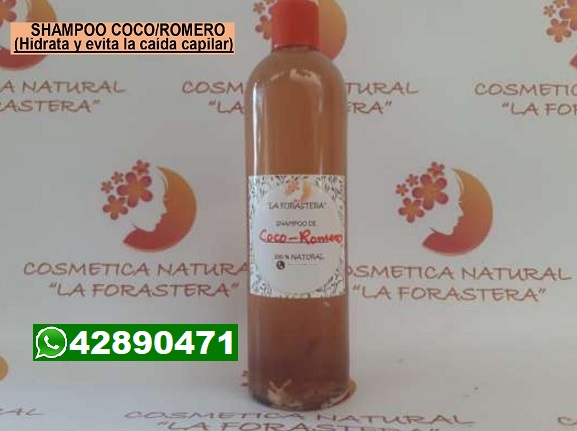 SHAMPOO COCO/ROMERO
(Hidrata y evita la caída capilar)
COSMETICA NATURAL
"LA FORASTERA"
COSMETICA NATURAL
"LA FORASTERA"
"LA FORASTERA"
SHAMPOO DE
Coco-Romero
100 % NATURAL
COSMETICA NATURAL
"LA FORASTERA"
COSMETICA NATURAL
"LA FORASTERA"
42890471
COSMETICA NATURAL
"LA FORASTERA"